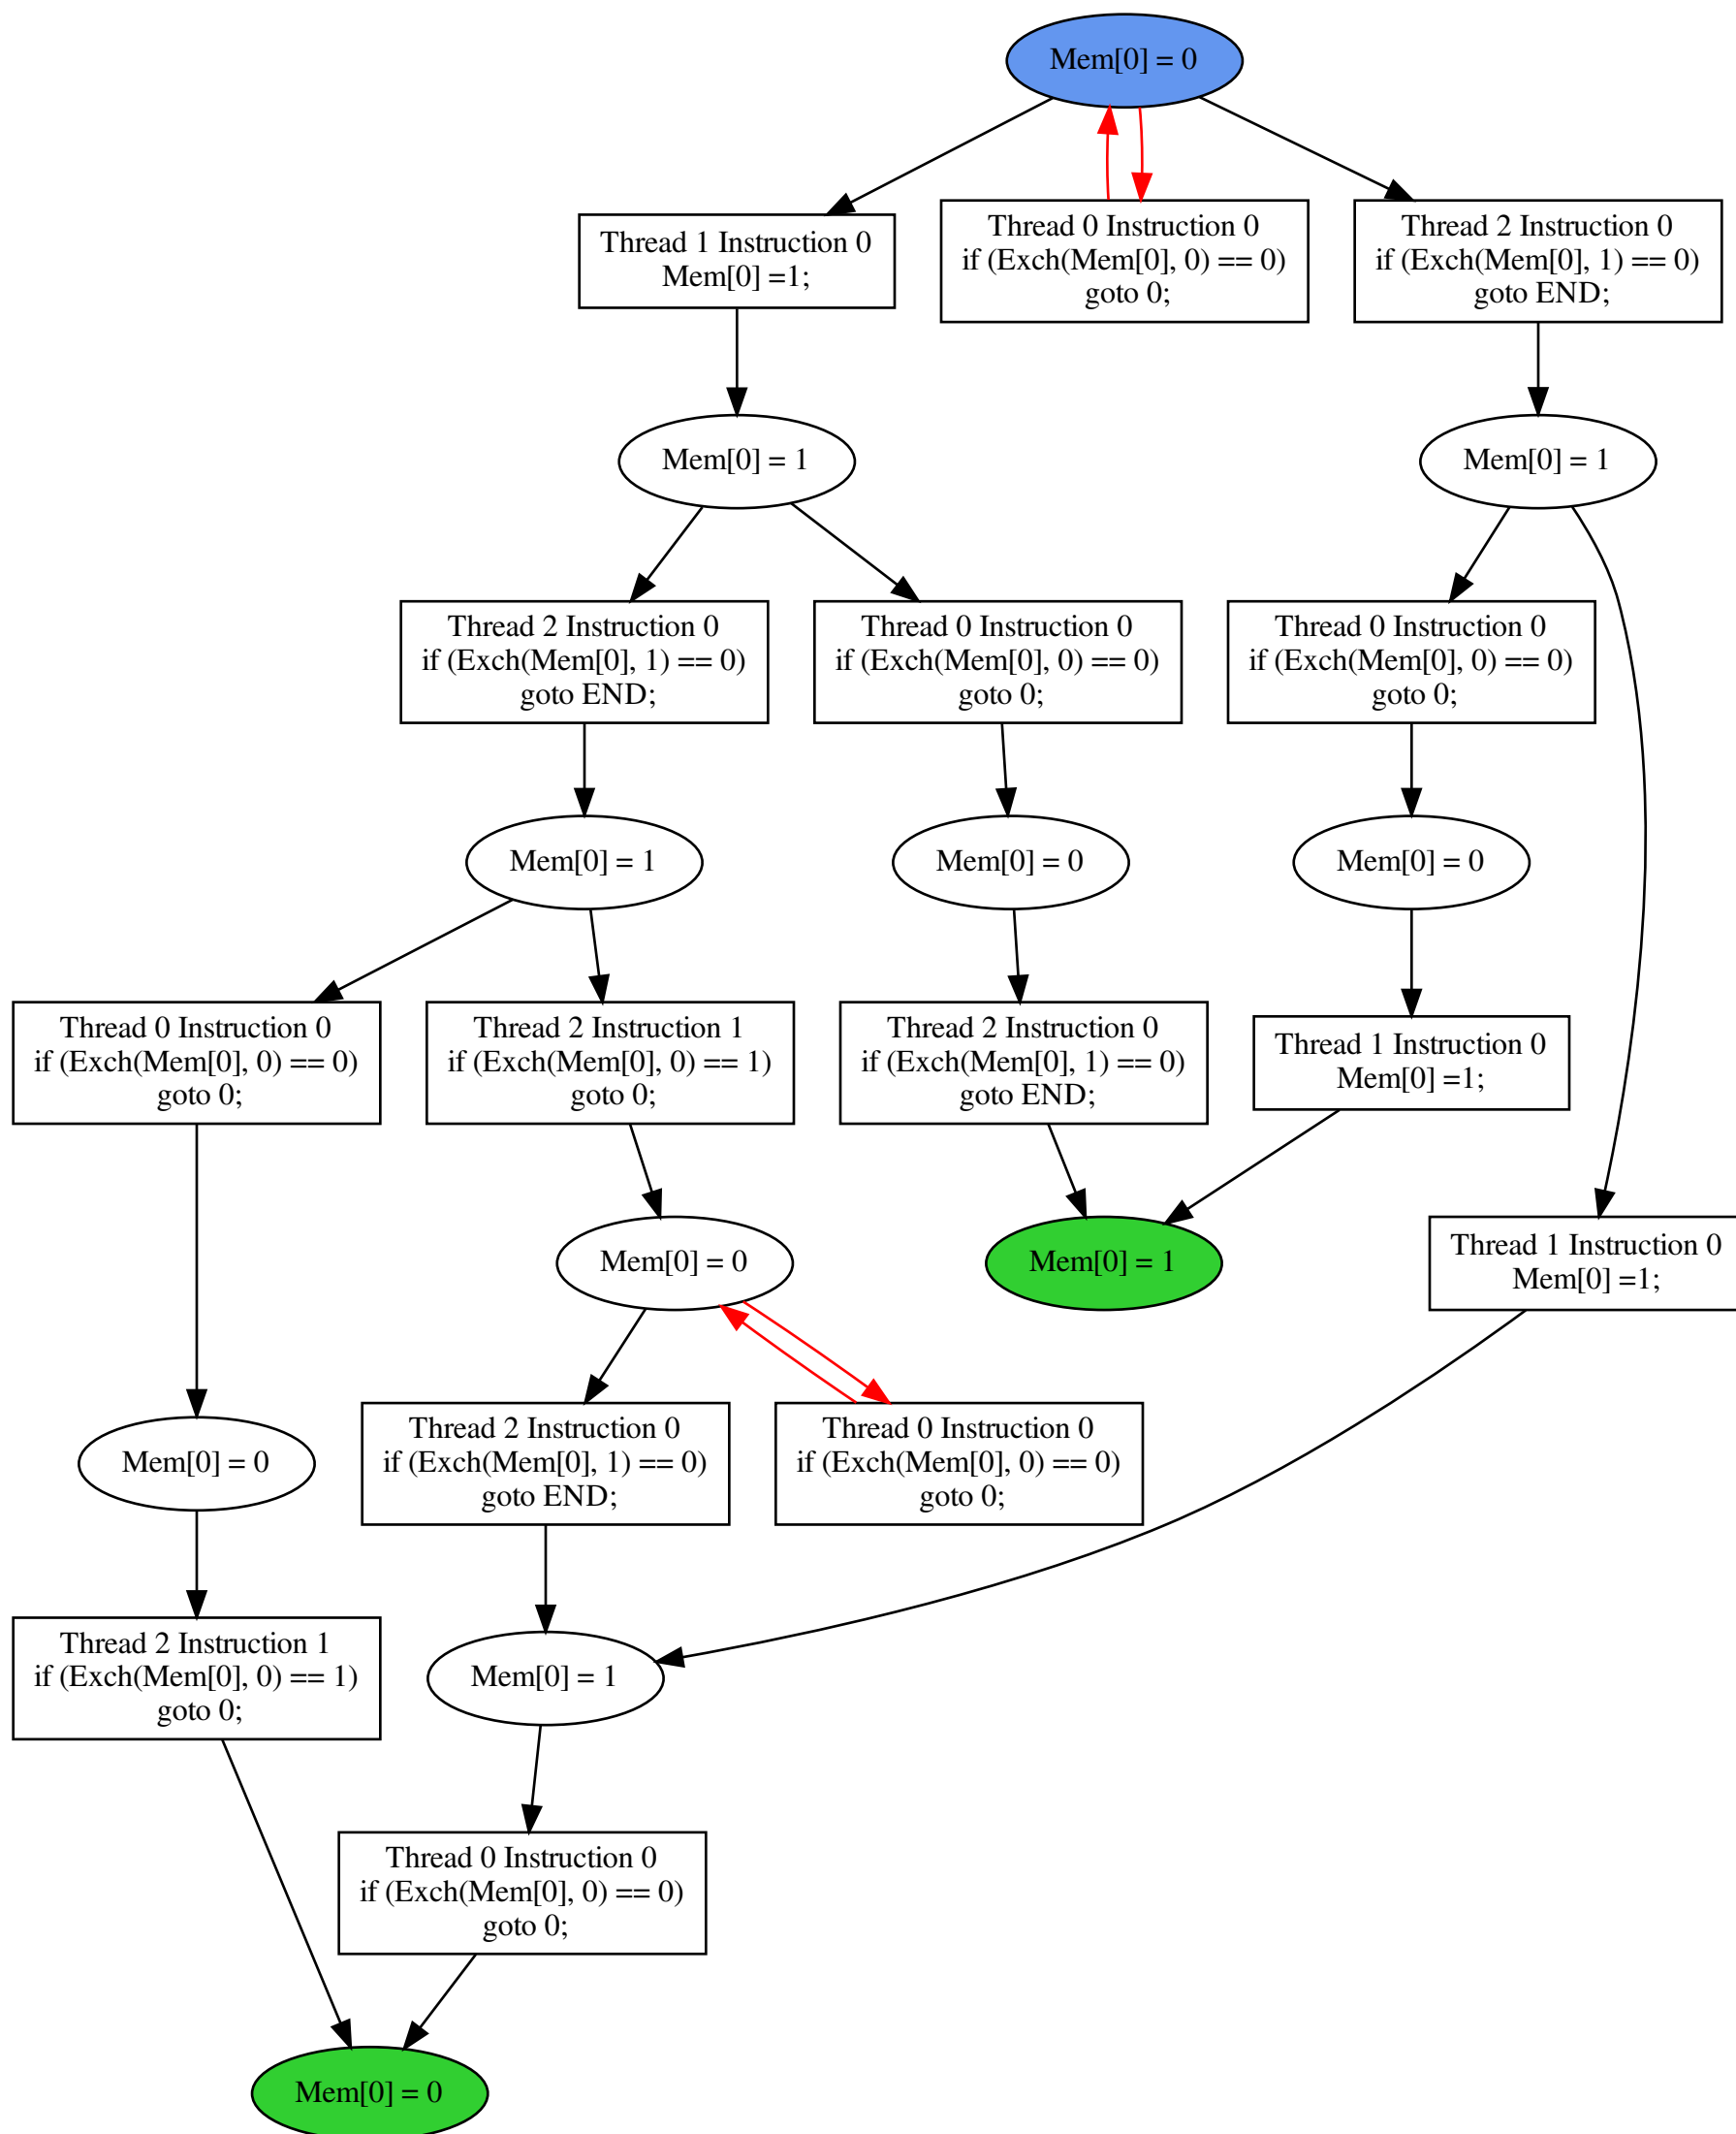 Mem[0] = 0
Thread 1 Instruction 0
Mem[0] =1;
Thread 0 Instruction 0
if (Exch(Mem[0], 0) == 0)
goto 0;
Thread 2 Instruction 0
if (Exch(Mem[0], 1) == 0)
goto END;
Mem[0] = 1
Mem[0] = 1
Thread 2 Instruction 0
if (Exch(Mem[0], 1) == 0)
goto END;
Thread 0 Instruction 0
if (Exch(Mem[0], 0) == 0)
goto 0;
Thread 0 Instruction 0
if (Exch(Mem[0], 0) == 0)
goto 0;
Mem[0] = 1
Mem[0] = 0
Mem[0] = 0
Thread 0 Instruction 0
if (Exch(Mem[0], 0) == 0)
goto 0;
Thread 2 Instruction 1
if (Exch(Mem[0], 0) == 1)
goto 0;
Thread 2 Instruction 0
if (Exch(Mem[0], 1) == 0)
goto END;
Thread 1 Instruction 0
Mem[0] =1;
Mem[0] = 0
Mem[0] = 1
Thread 1 Instruction 0
Mem[0] =1;
Mem[0] = 0
Thread 2 Instruction 0
if (Exch(Mem[0], 1) == 0)
goto END;
Thread 0 Instruction 0
if (Exch(Mem[0], 0) == 0)
goto 0;
Thread 2 Instruction 1
if (Exch(Mem[0], 0) == 1)
goto 0;
Mem[0] = 1
Thread 0 Instruction 0
if (Exch(Mem[0], 0) == 0)
goto 0;
Mem[0] = 0